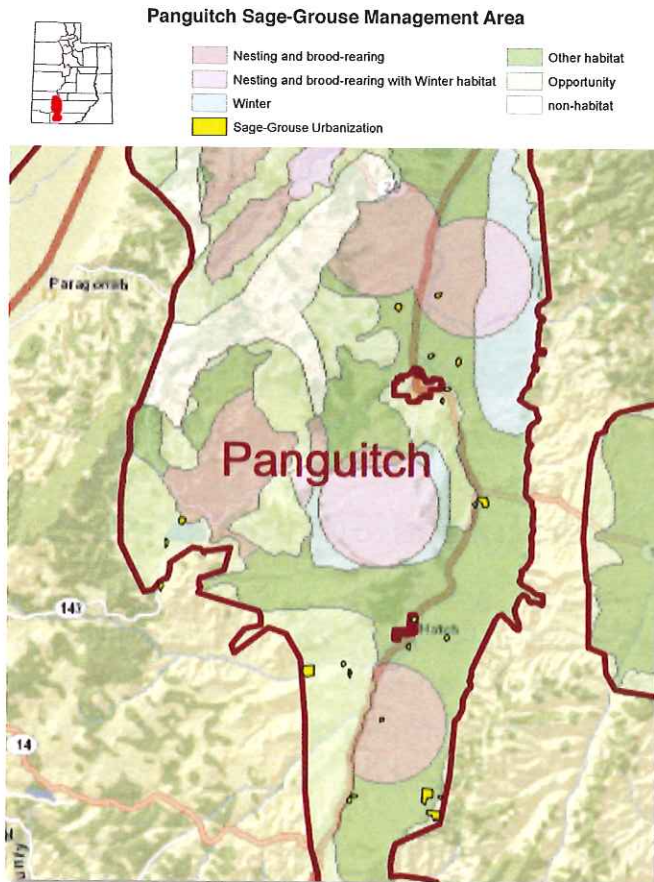 Panguitch Sage-Grouse Management Area
Nesting and brood-rearing
Nesting and brood-rearing with Winter habitat
Winter
Sage-Grouse Urbanization
Other habitat
Opportunity
non-habitat
Paragonah
Panguitch
143
Hatch
14